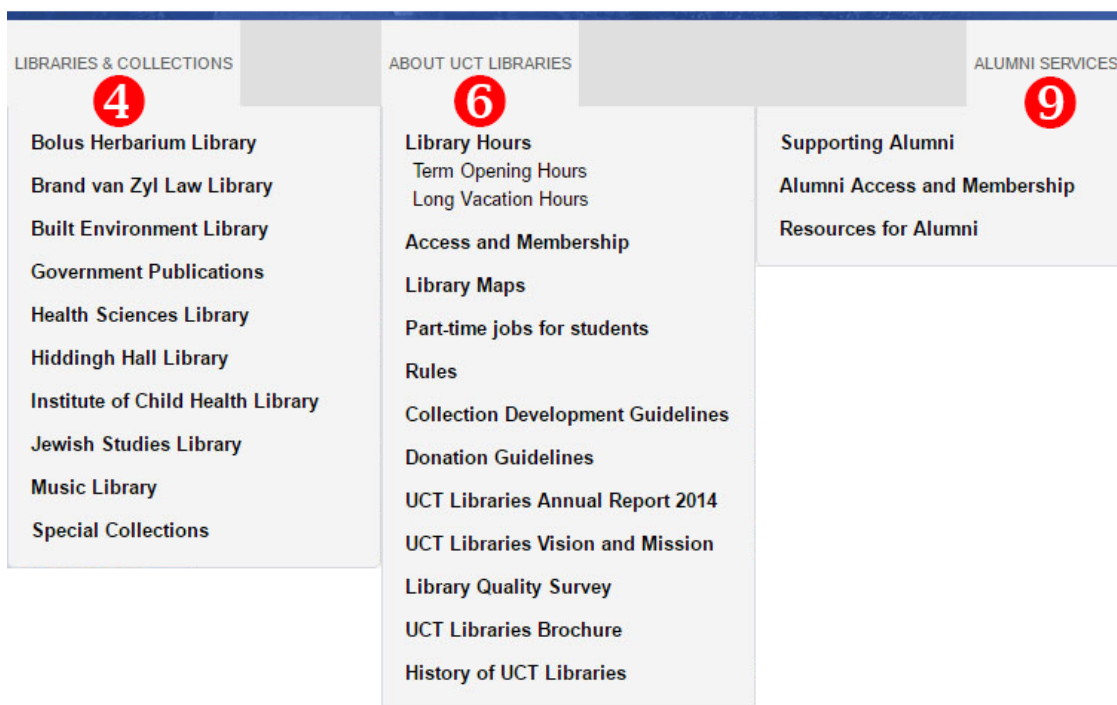 LIBRARIES & COLLECTIONS
4
Bolus Herbarium Library
Brand van Zyl Law Library
Built Environment Library
Government Publications
Health Sciences Library
Hiddingh Hall Library
Institute of Child Health Library
Jewish Studies Library
Music Library
Special Collections
ABOUT UCT LIBRARIES
6
Library Hours
Term Opening Hours
Long Vacation Hours
Access and Membership
Library Maps
Part-time jobs for students
Rules
Collection Development Guidelines
Donation Guidelines
UCT Libraries Annual Report 2014
UCT Libraries Vision and Mission
Library Quality Survey
UCT Libraries Brochure
History of UCT Libraries
ALUMNI SERVICES
9
Supporting Alumni
Alumni Access and Membership
Resources for Alumni